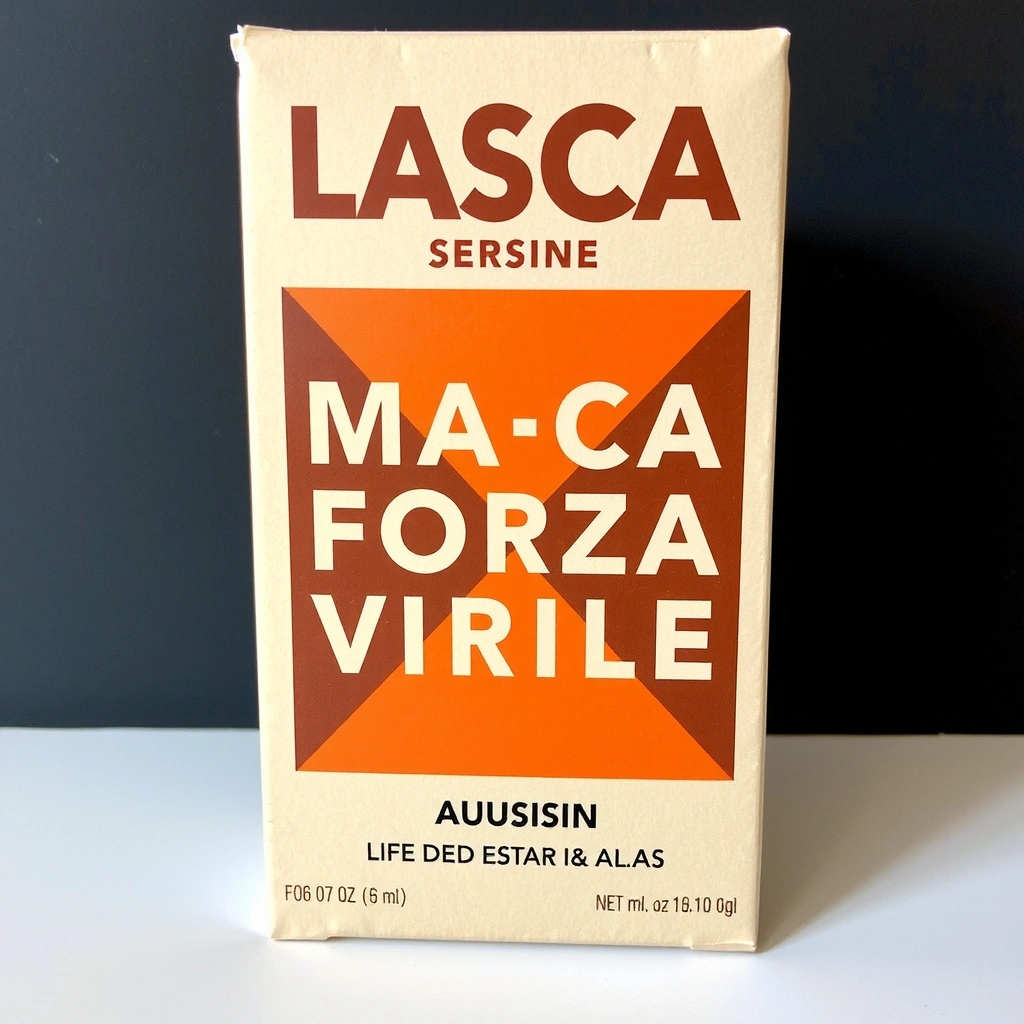 LASCA
SERSINE
MA-CA
FORZA
VIRILE
AUUSISIN
LIFE DED ESTAR I& AL.AS
F06 07 OZ (6 ml)
NET ml. oz 16.10 0gl